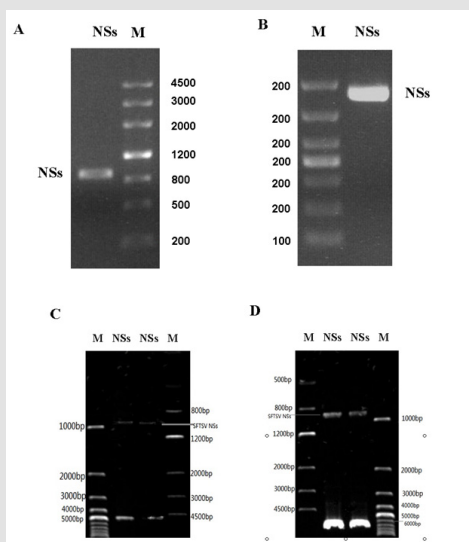 A
NSs M
NSs
4500
3000
2000
1200
800
500
200
B
M NSs
NSs
200
200
200
200
200
200
100
C
M NSs NSs M
1000bp
2000bp
3000bp
4000bp
5000bp
800bp
SFTSV NSs
1200bp
2000bp
3000bp
4500bp
D
M NSs NSs M
500bp
800bp
SFTSV NSs
1200bp
2000bp
3000bp
4500bp
1000bp
2000bp
3000bp
4000bp
5000bp
6000bp